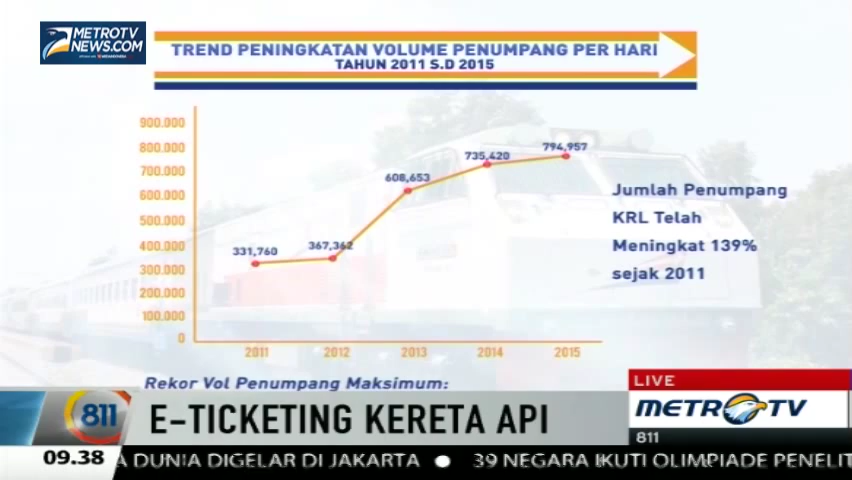 METROTV
NEWS.COM
TREND PENINGKATAN VOLUME PENUMPANG PER HARI
TAHUN 2011 S.D 2015
900.000
800.000
700.000
600.000
500.000
400.000
300.000
200.000
100.000
0
331,760
367,362
608,653
735,420
794,957
2011
2012
2013
2014
2015
Jumlah Penumpang
KRL Telah
Meningkat 139%
sejak 2011
Rekor Vol Penumpang Maksimum:
811
E-TICKETING KERETA API
LIVE
METRO TV
811
09.38
A DUNIA DIGELAR DI JAKARTA ● 39 NEGARA IKUTI OLIMPIADE PENELIT